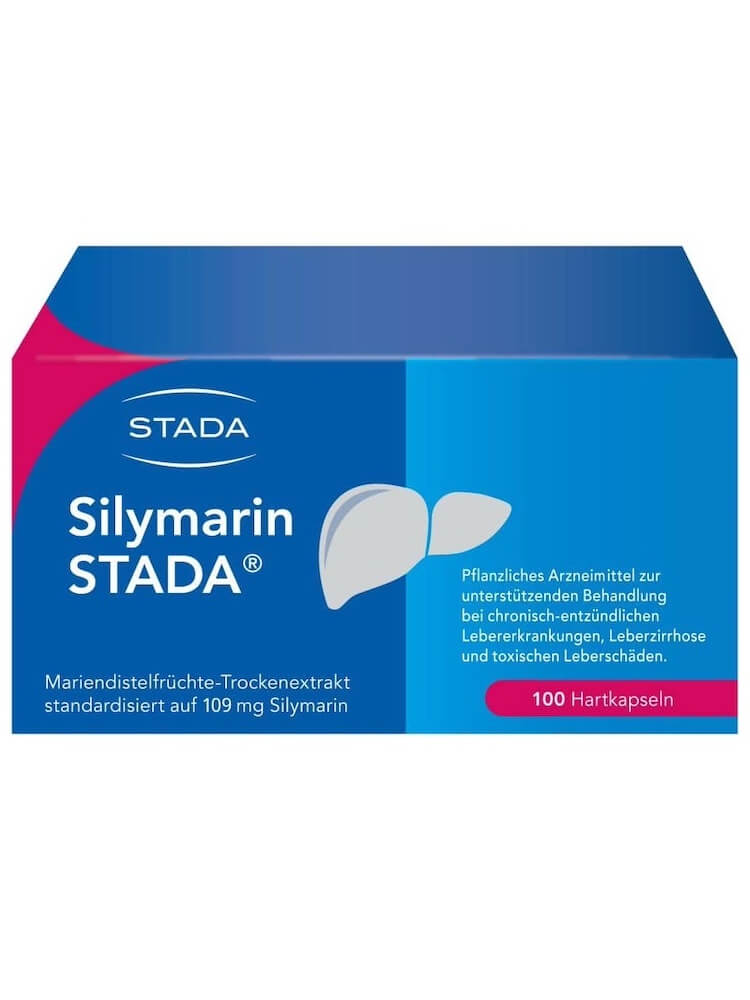 STADA
Silymarin
STADA®
Mariendistelfrüchte-Trockenextrakt
standardisiert auf 109 mg Silymarin
Pflanzliches Arzneimittel zur
unterstützenden Behandlung
bei chronisch-entzündlichen
Lebererkrankungen, Leberzirrhose
und toxischen Leberschäden.
100 Hartkapseln